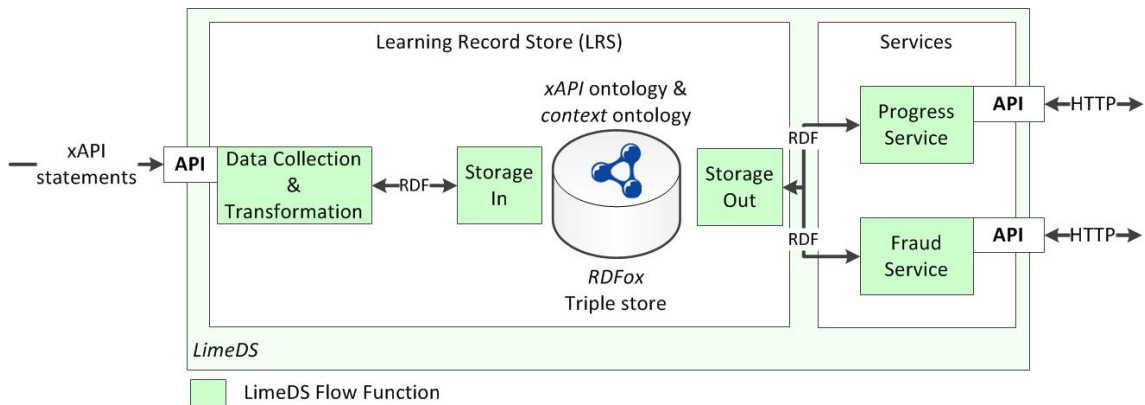 Learning Record Store (LRS)
Services
xAPI ontology &
context ontology
xAPI
statements
API
Data Collection
&
Transformation
RDF
Storage
In
RDFox
Triple store
Storage
Out
RDF
RDF
Progress
Service
API
HTTP
Fraud
Service
API
HTTP
LimeDS
LimeDS Flow Function